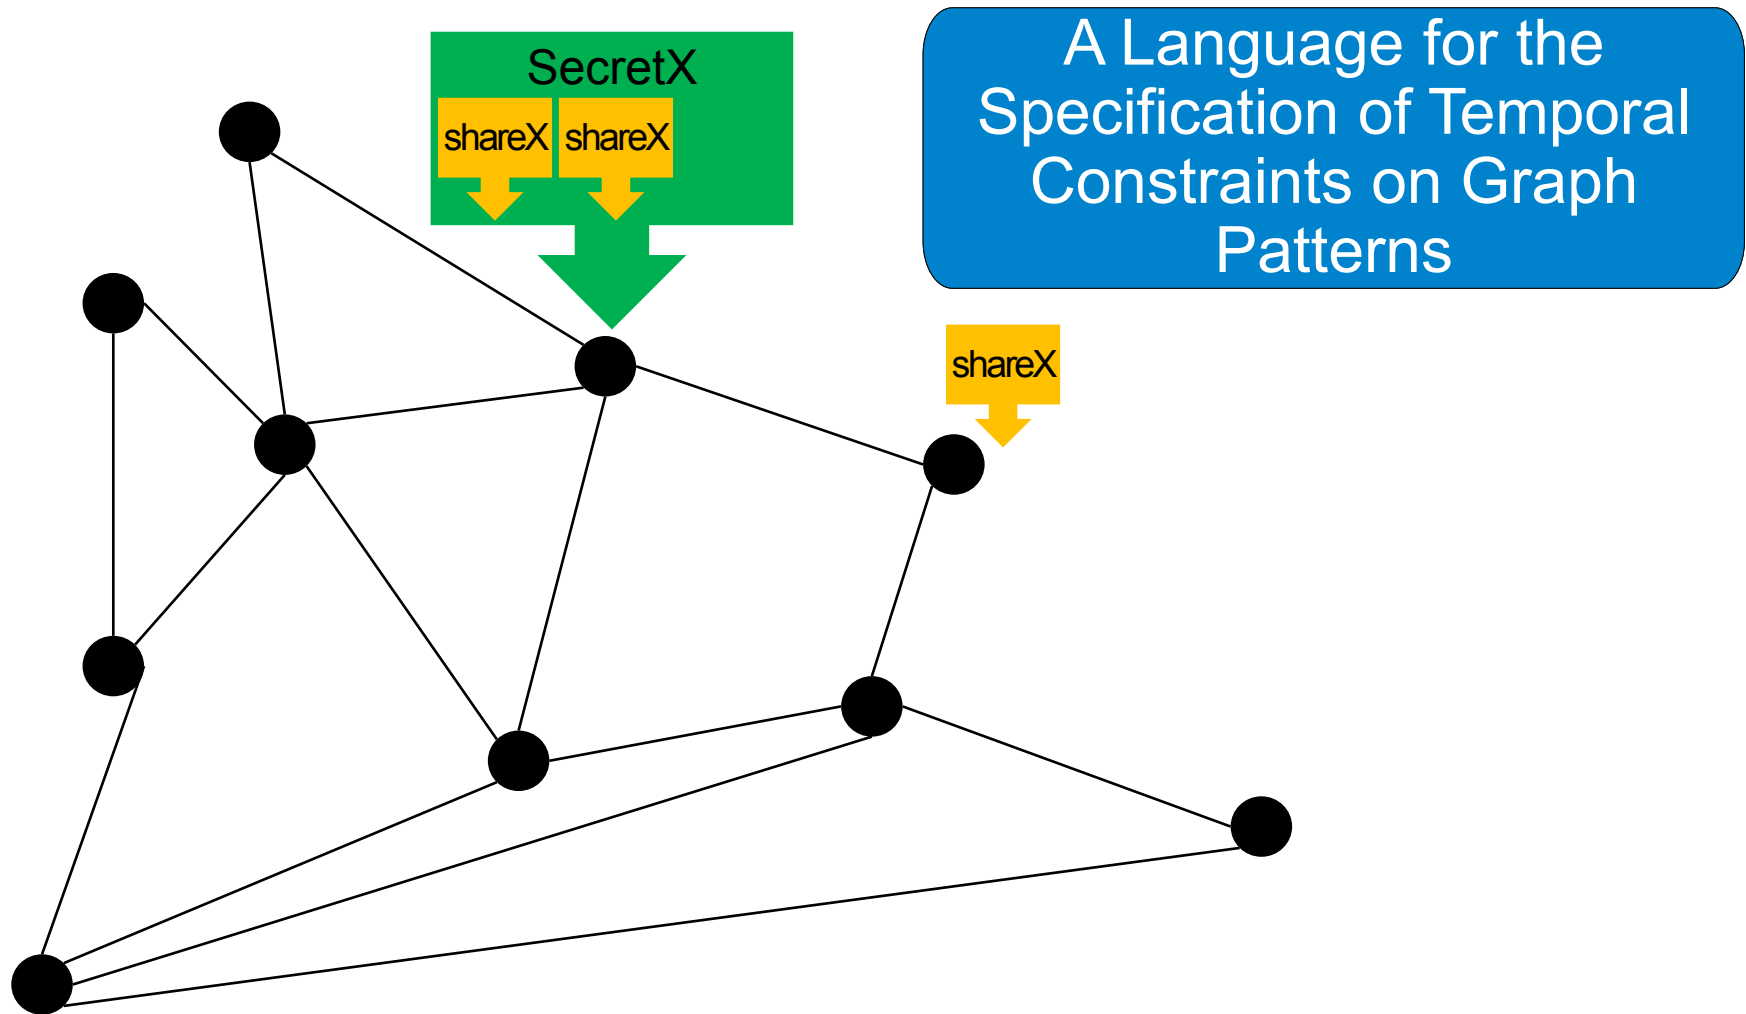 SecretX
shareX shareX
A Language for the
Specification of Temporal
Constraints on Graph
Patterns
shareX